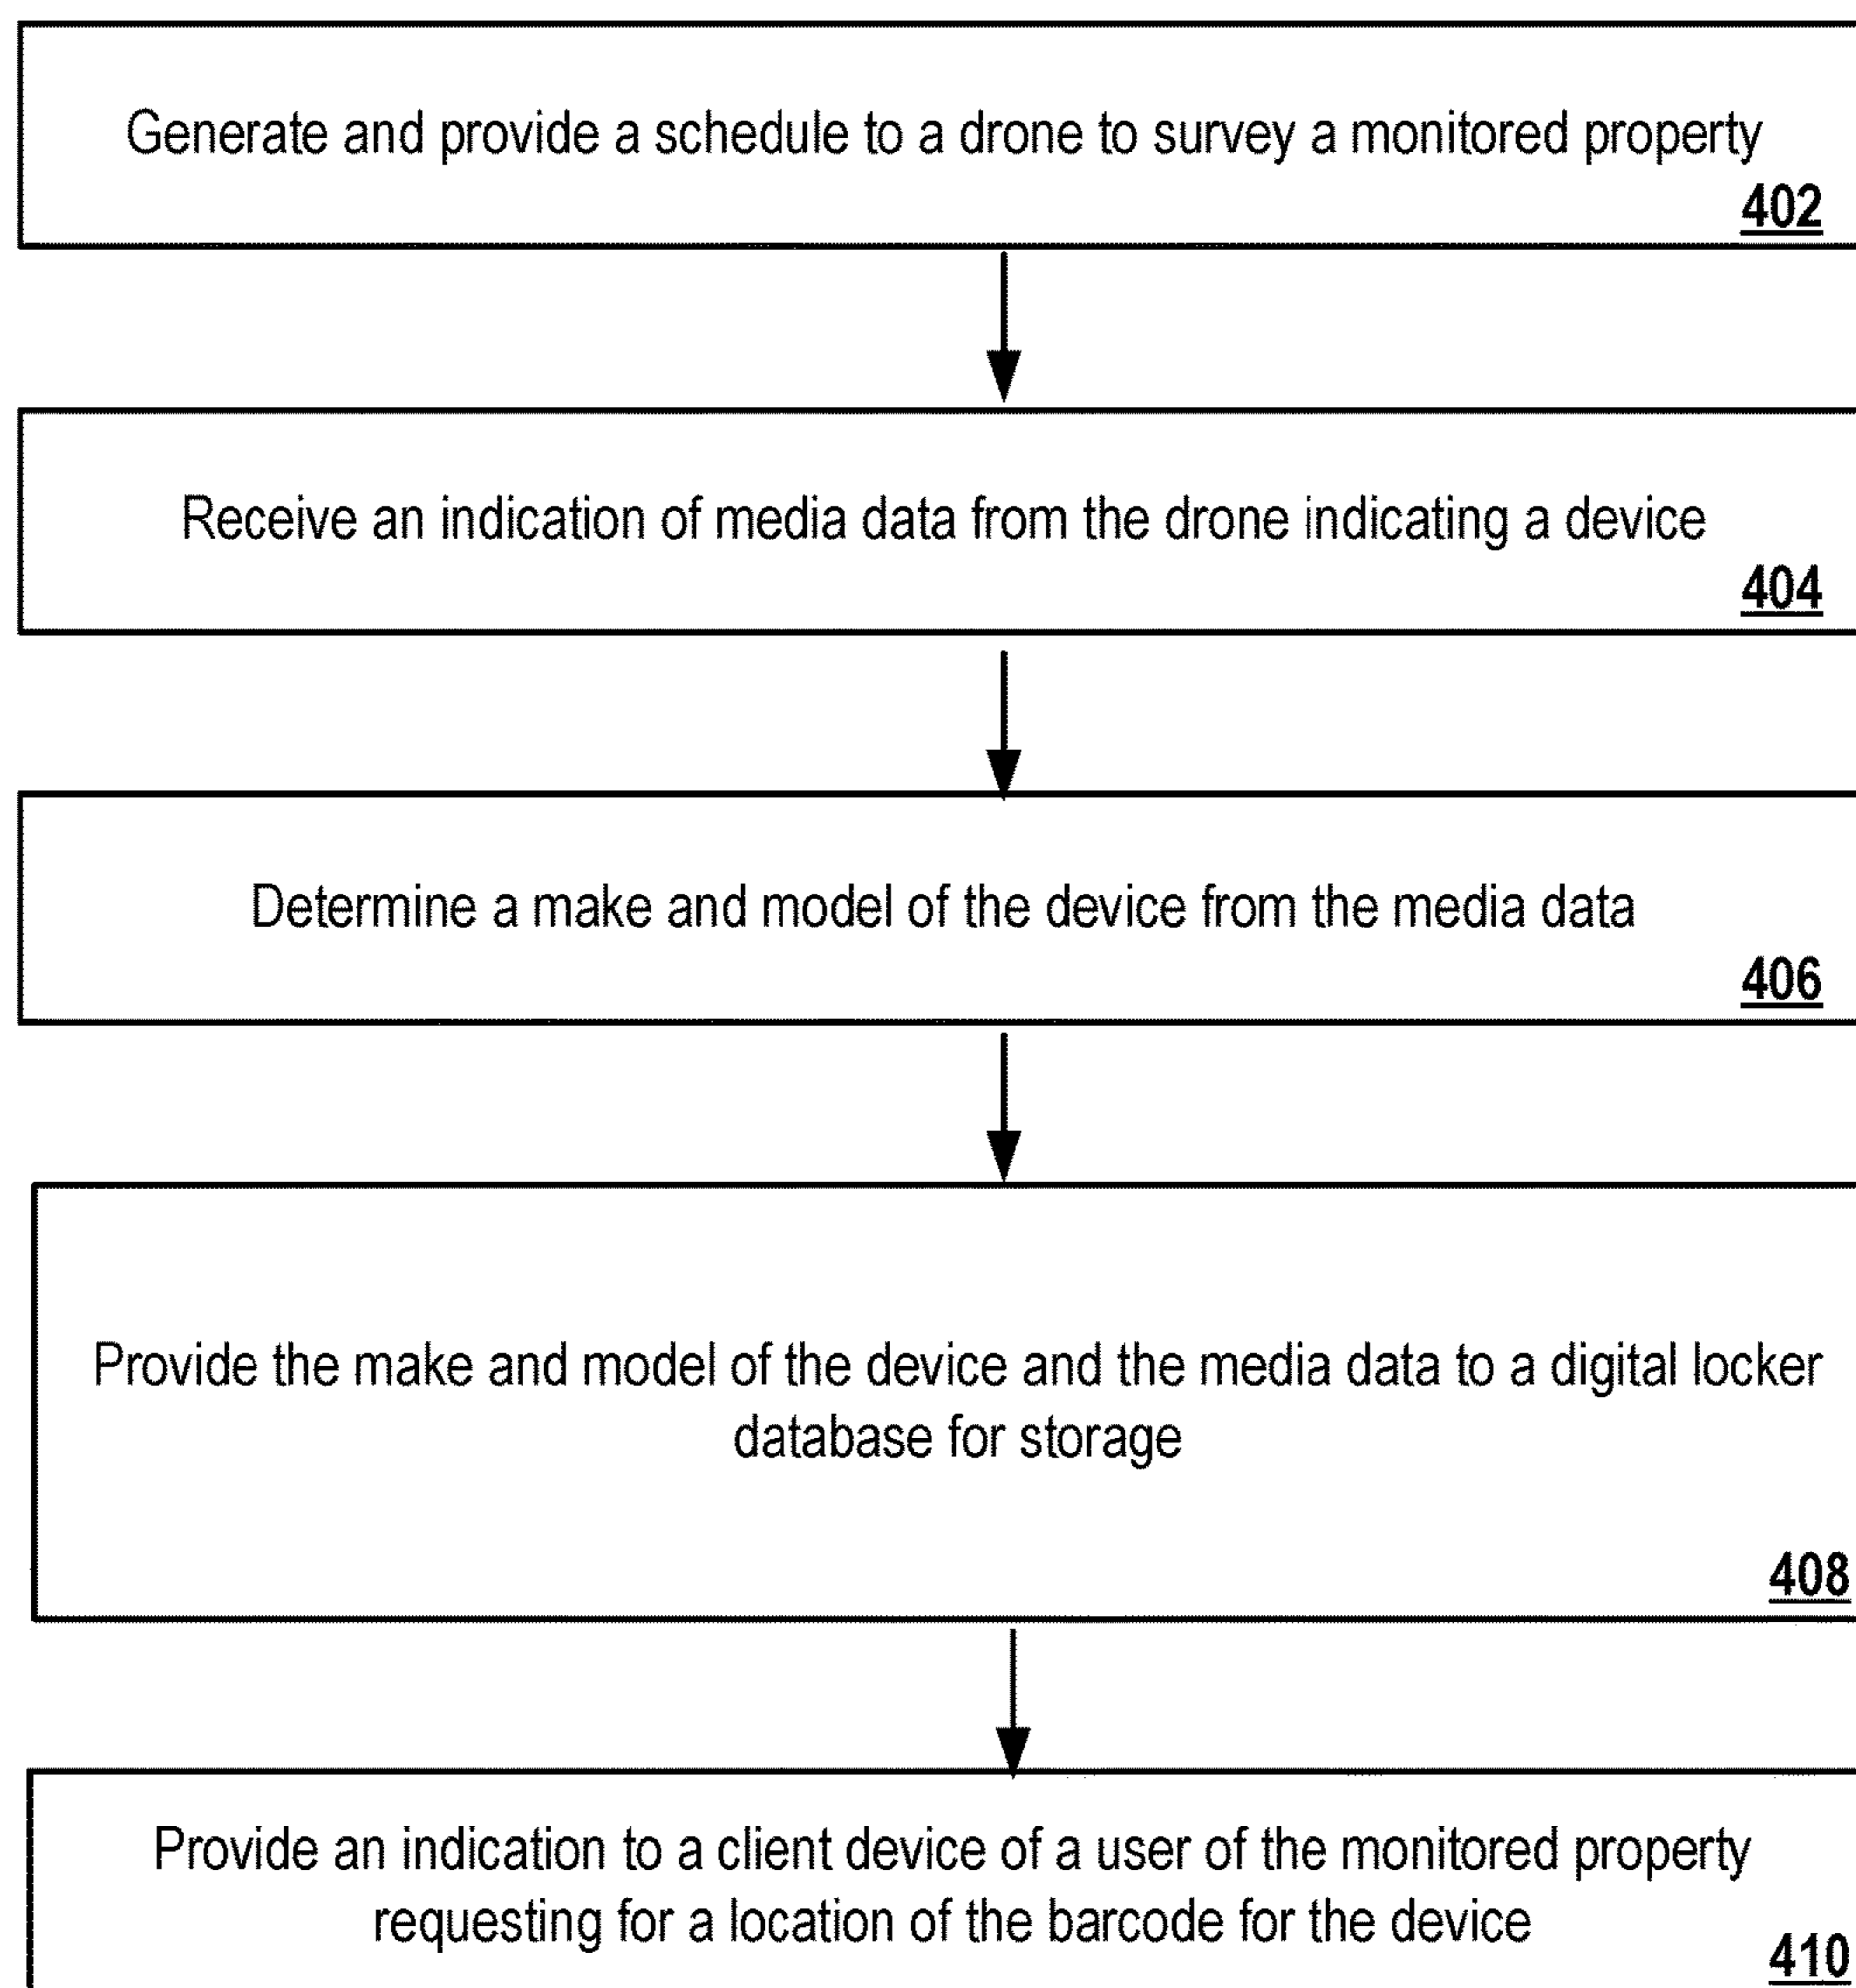 Generate and provide a schedule to a drone to survey a monitored property
402
Receive an indication of media data from the drone indicating a device
404
Determine a make and model of the device from the media data
406
Provide the make and model of the device and the media data to a digital locker
database for storage
408
Provide an indication to a client device of a user of the monitored property
requesting for a location of the barcode for the device
410